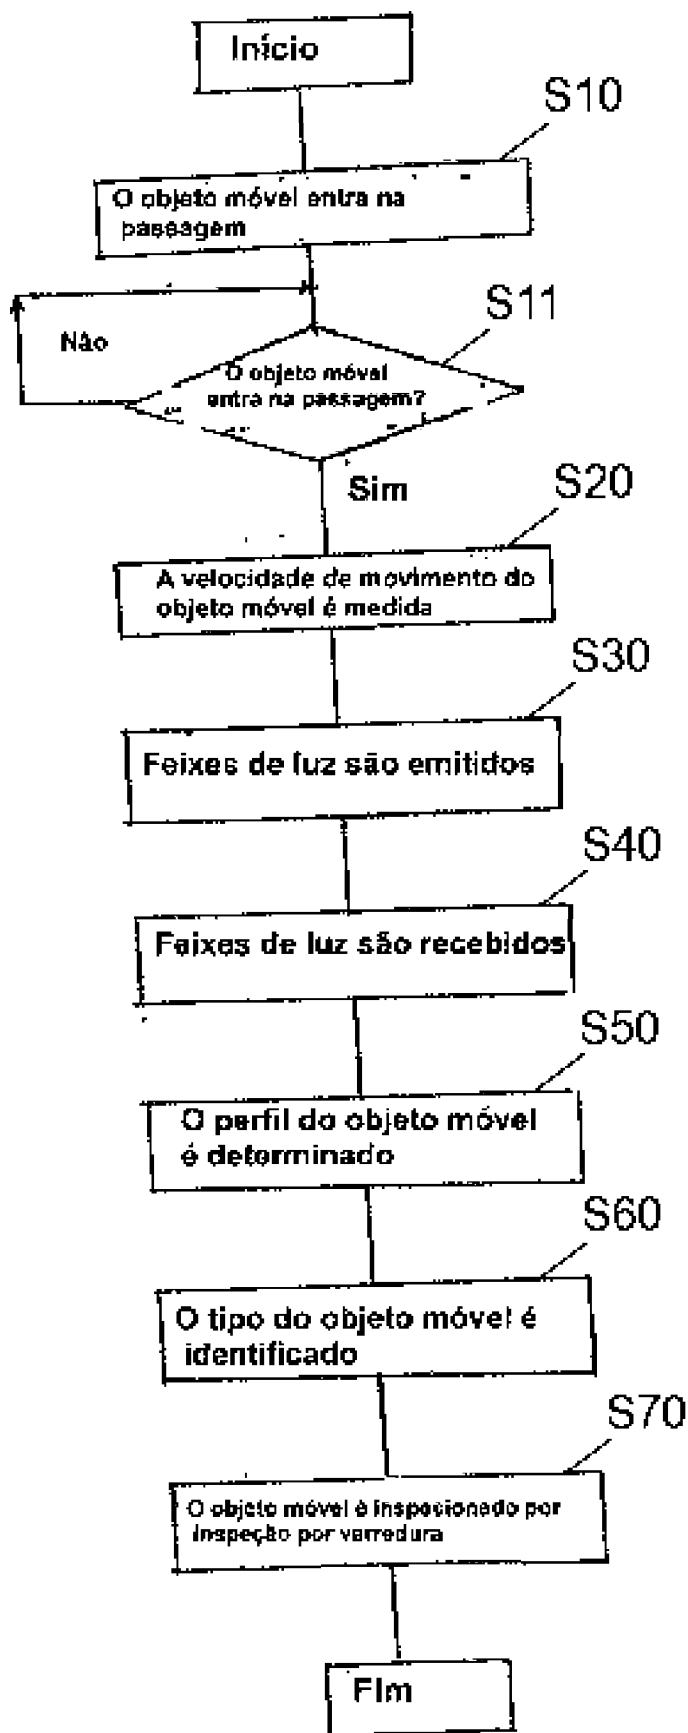 Início
S10
O objeto móvel entra na
passagem
S11
Não
O objeto móvel
entra na passagem?
Sim
S20
A velocidade de movimento do
objeto móvel é medida
S30
Feixes de luz são emitidos
S40
Feixes de luz são recebidos
S50
O perfil do objeto móvel
é determinado
S60
O tipo do objeto móvel é
identificado
S70
O objeto móvel é inspecionado por
inspeção por varredura
Fim